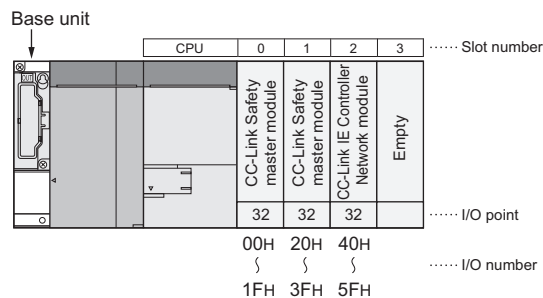 Base unit
CPU 0 1 2 3 ······ Slot number
OUT
CC-Link Safety
master module
CC-Link Safety
master module
CC-Link IE Controller
Network module
Empty
32 32 32 ······ I/O point
00H 20H 40H
~ ~ ~ ······ I/O number
1FH 3FH 5FH